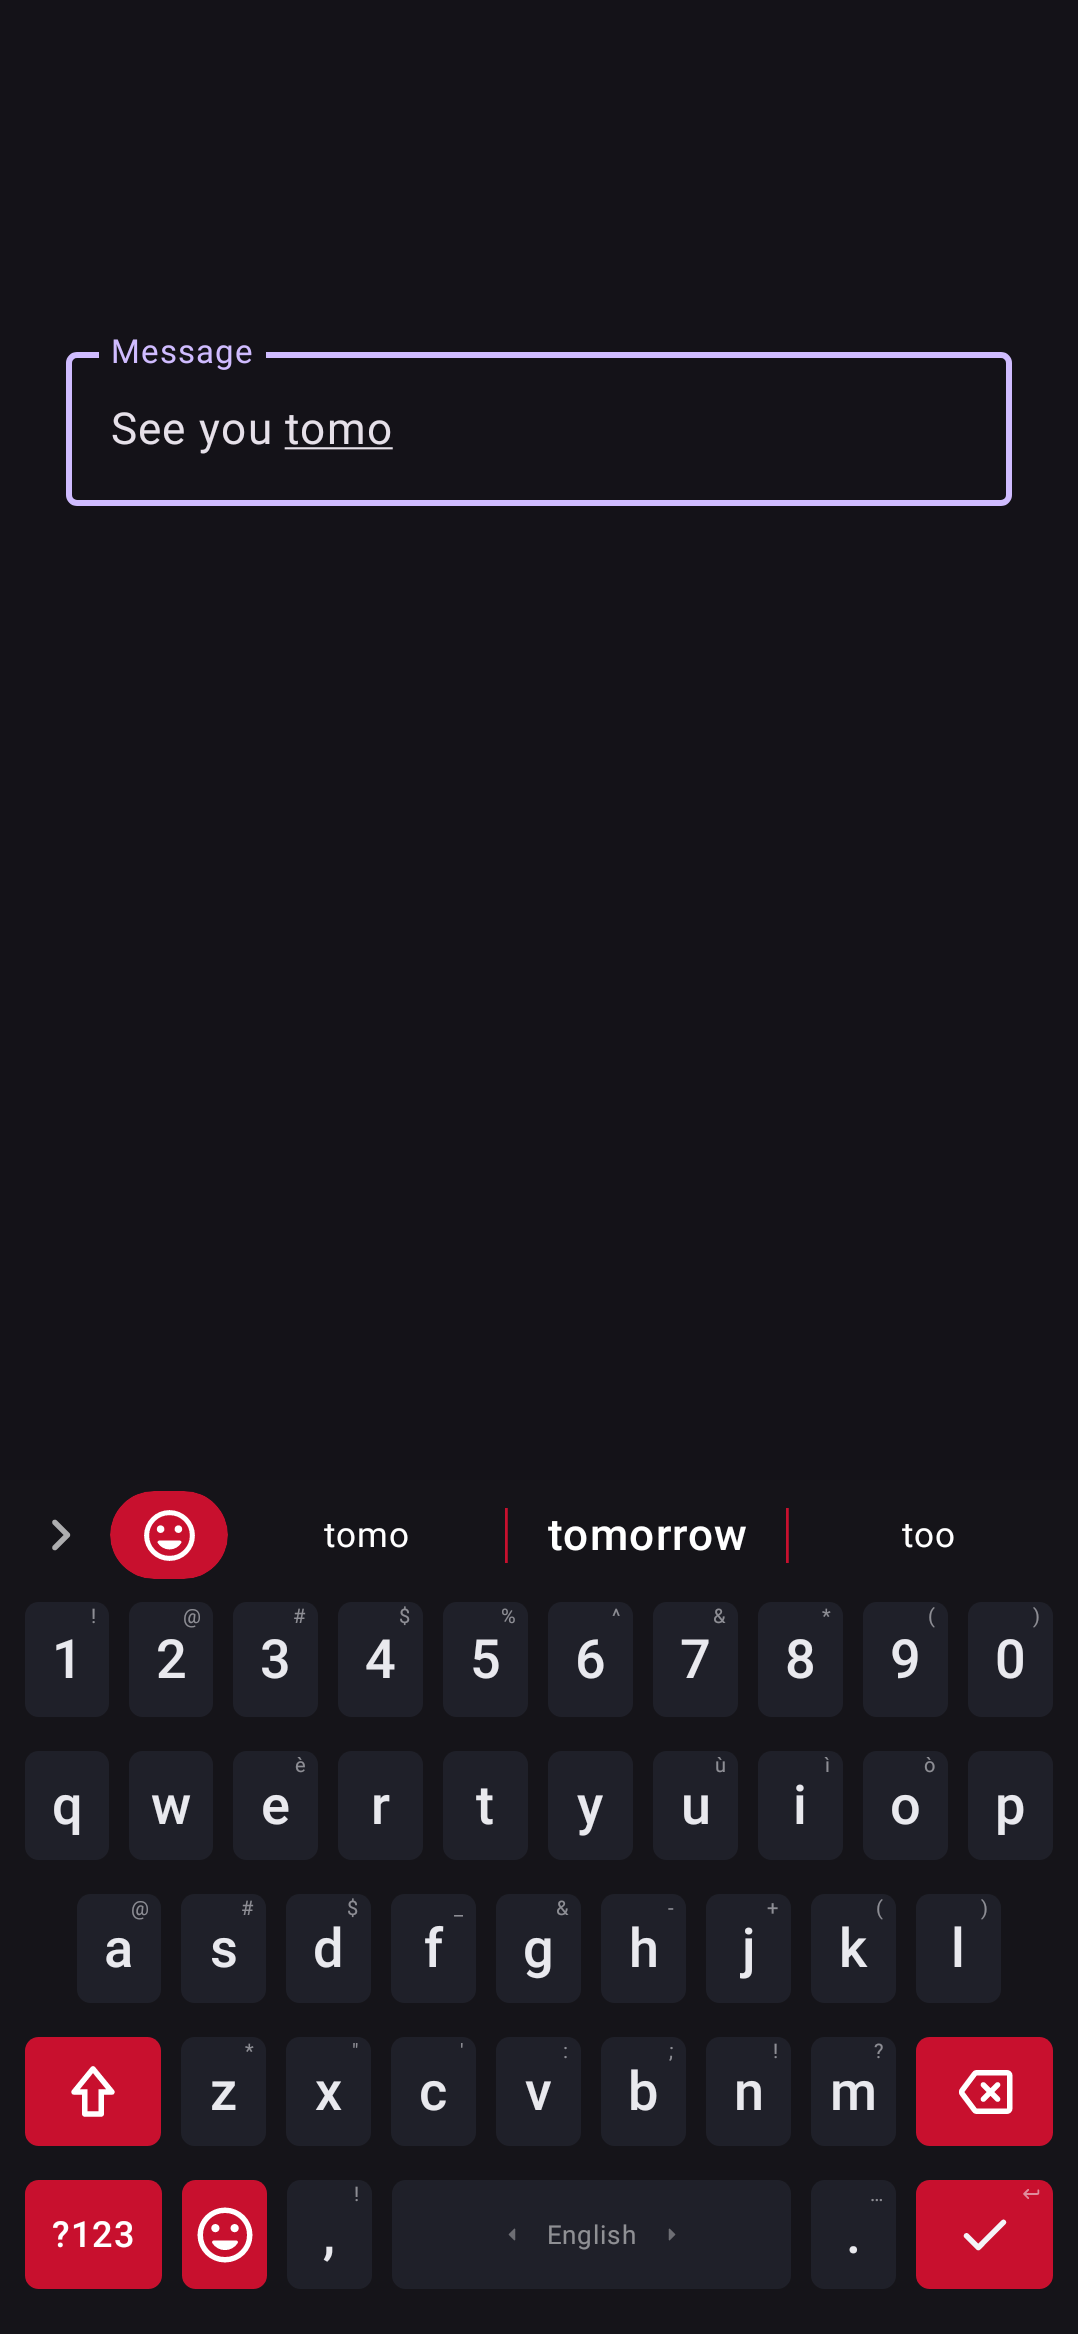 Message
See you tomo
tomo tomorrow too
! @ # $ % ^ & * ( )
1 2 3 4 5 6 7 8 9 0
è ù ì ò
q w e r t y u i o p
@ # $ _ & - + ( )
a s d f g h j k l
* " ' : ; ! ?
z x c v b n m
! …
?123 , English .